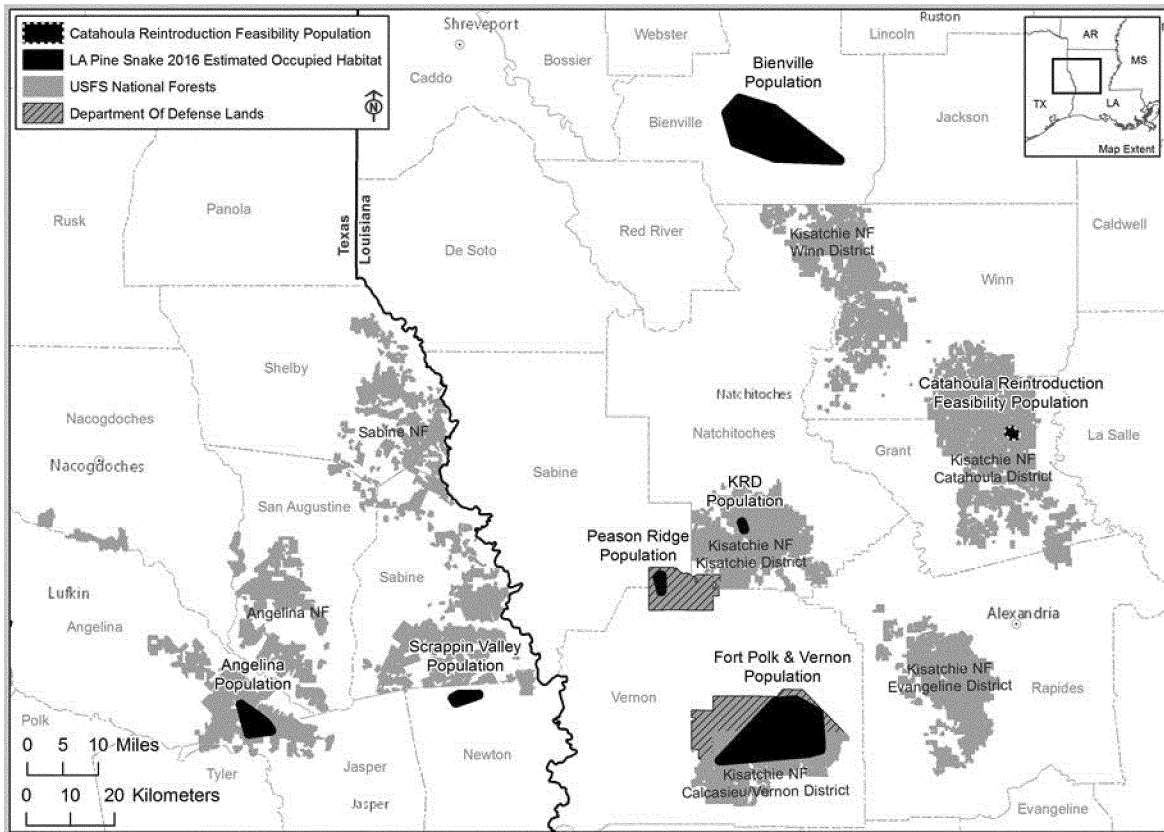 Catahoula Reintroduction Feasibility Population
LA Pine Snake 2016 Estimated Occupied Habitat
USFS National Forests
Department Of Defense Lands
N
Shreveport
Caddo
Bossier
Webster
Ruston
Lincoln
AR
MS
TX
LA
Map Extent
Bienville
Population
Bienville
Jackson
Rusk
Panola
Texas
Louisiana
De Soto
Red River
Kisatchie NF
Winn District
Caldwell
Winn
Shelby
Nacogdoches
Nacogdoches
Sabine NF
Natchitoches
Natchitoches
Catahoula Reintroduction
Feasibility Population
Grant
La Salle
Kisatchie NF
Catahoula District
San Augustine
Sabine
KRD
Population
Peason Ridge
Population
Kisatchie NF
Kisatchie District
Sabine
Lufkin
Angelina
Angelina NF
Alexandria
Angelina
Population
Scrappin Valley
Population
Fort Polk & Vernon
Population
Kisatchie NF
Evangeline District
Vernon
Rapides
Polk
0 5 10 Miles
0 10 20 Kilometers
Tyler
Jasper
Jasper
Newton
Kisatchie NF
Calcasieu/Vernon District
Evangeline